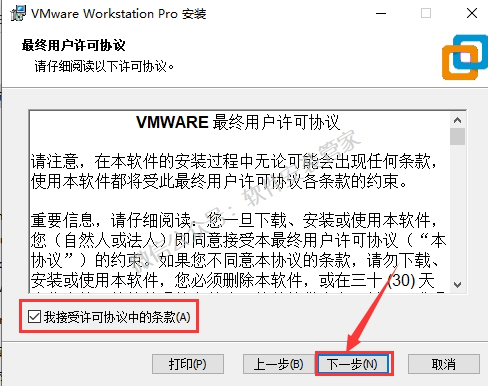 VMware Workstation Pro 安装
最终用户许可协议
请仔细阅读以下许可协议。
VMWARE 最终用户许可协议
请注意，在本软件的安装过程中无论可能会出现任何条款，
使用本软件都将受此最终用户许可协议各条款的约束。
重要信息，请仔细阅读：您一旦下载、安装或使用本软件，
您（自然人或法人）即同意接受本最终用户许可协议（“本
协议”）的约束。如果您不同意本协议的条款，请勿下载、
安装或使用本软件，您必须删除本软件，或在三十 (30) 天
我接受许可协议中的条款(A)
打印(P)
上一步(B)
下一步(N)
取消